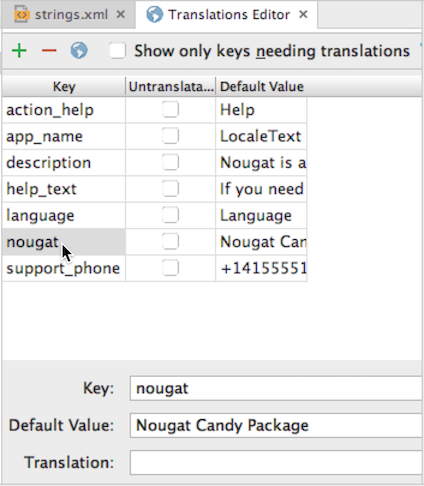 strings.xml × Translations Editor ×
+ − Show only keys needing translations
Key Untranslata... Default Value
action_help Help
app_name LocaleText
description Nougat is a
help_text If you need
language Language
nougat Nougat Can
support_phone +14155551
Key: nougat
Default Value: Nougat Candy Package
Translation: